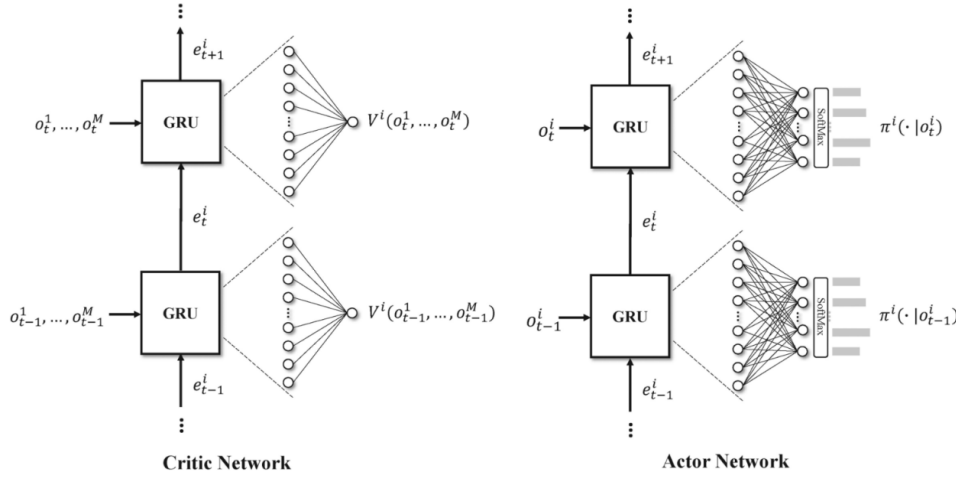 ⋮
e^i_{t+1}
GRU
o^1_t, ..., o^M_t
V^i(o^1_t, ..., o^M_t)
e^i_t
GRU
o^1_{t-1}, ..., o^M_{t-1}
V^i(o^1_{t-1}, ..., o^M_{t-1})
e^i_{t-1}
⋮
Critic Network
⋮
e^i_{t+1}
GRU
o^i_t
SoftMax
π^i(· |o^i_t)
e^i_t
GRU
o^i_{t-1}
SoftMax
π^i(· |o^i_{t-1})
e^i_{t-1}
⋮
Actor Network